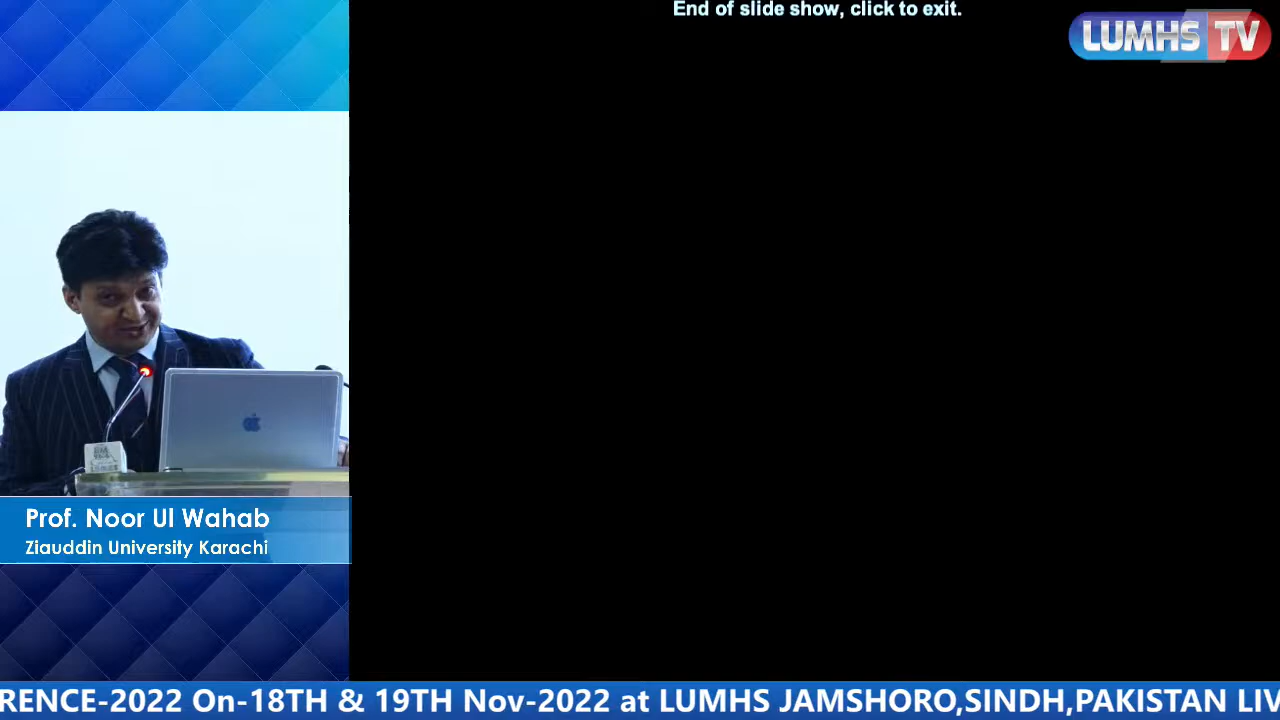 End of slide show, click to exit.
LUMHS TV
Prof. Noor Ul Wahab
Ziauddin University Karachi
RENCE-2022 On-18TH & 19TH Nov-2022 at LUMHS JAMSHORO,SINDH,PAKISTAN LIV